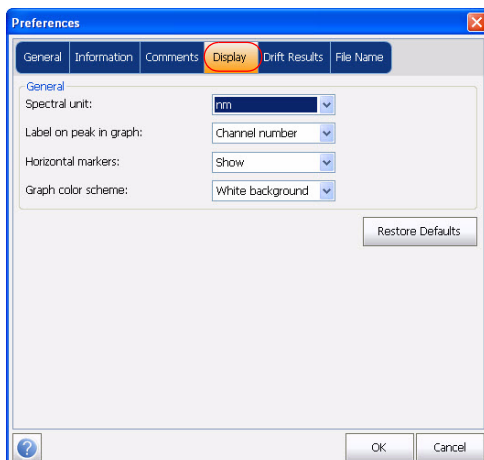 Preferences
General Information Comments Display Drift Results File Name
General
Spectral unit: nm
Label on peak in graph: Channel number
Horizontal markers: Show
Graph color scheme: White background
Restore Defaults
? OK Cancel